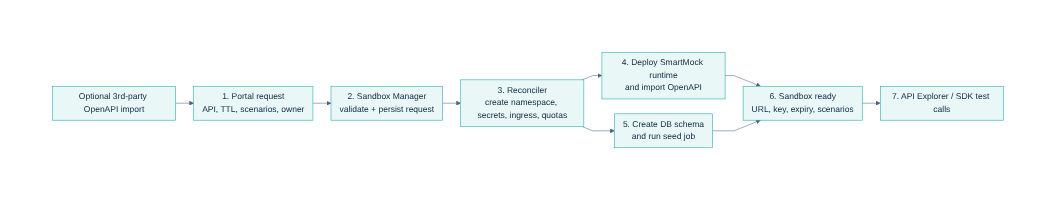 Optional 3rd-party
OpenAPI import
1. Portal request
API, TTL, scenarios, owner
2. Sandbox Manager
validate + persist request
3. Reconciler
create namespace,
secrets, ingress, quotas
4. Deploy SmartMock
runtime
and import OpenAPI
5. Create DB schema
and run seed job
6. Sandbox ready
URL, key, expiry, scenarios
7. API Explorer / SDK test
calls